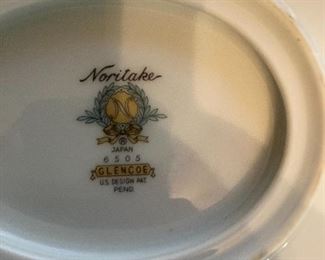 Noritake
N
®
JAPAN
6505
GLENCOE
U.S. DESIGN PAT.
PEND.